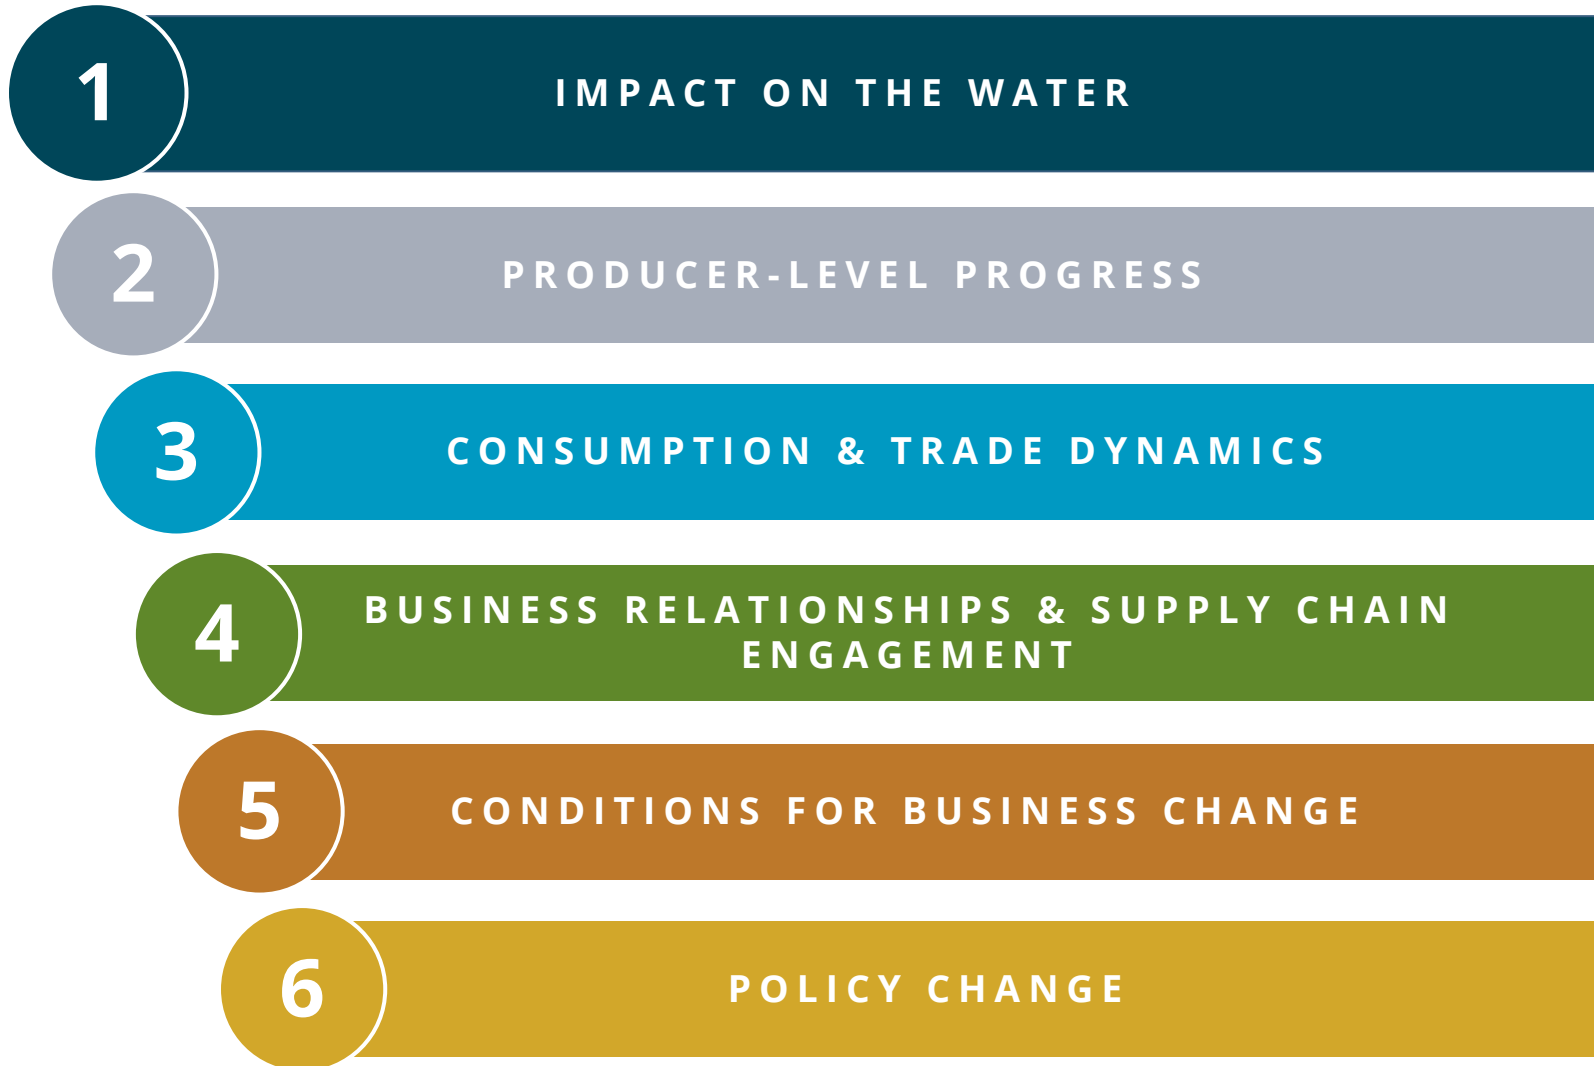 1
IMPACT ON THE WATER
2
PRODUCER-LEVEL PROGRESS
3
CONSUMPTION & TRADE DYNAMICS
4
BUSINESS RELATIONSHIPS & SUPPLY CHAIN
ENGAGEMENT
5
CONDITIONS FOR BUSINESS CHANGE
6
POLICY CHANGE